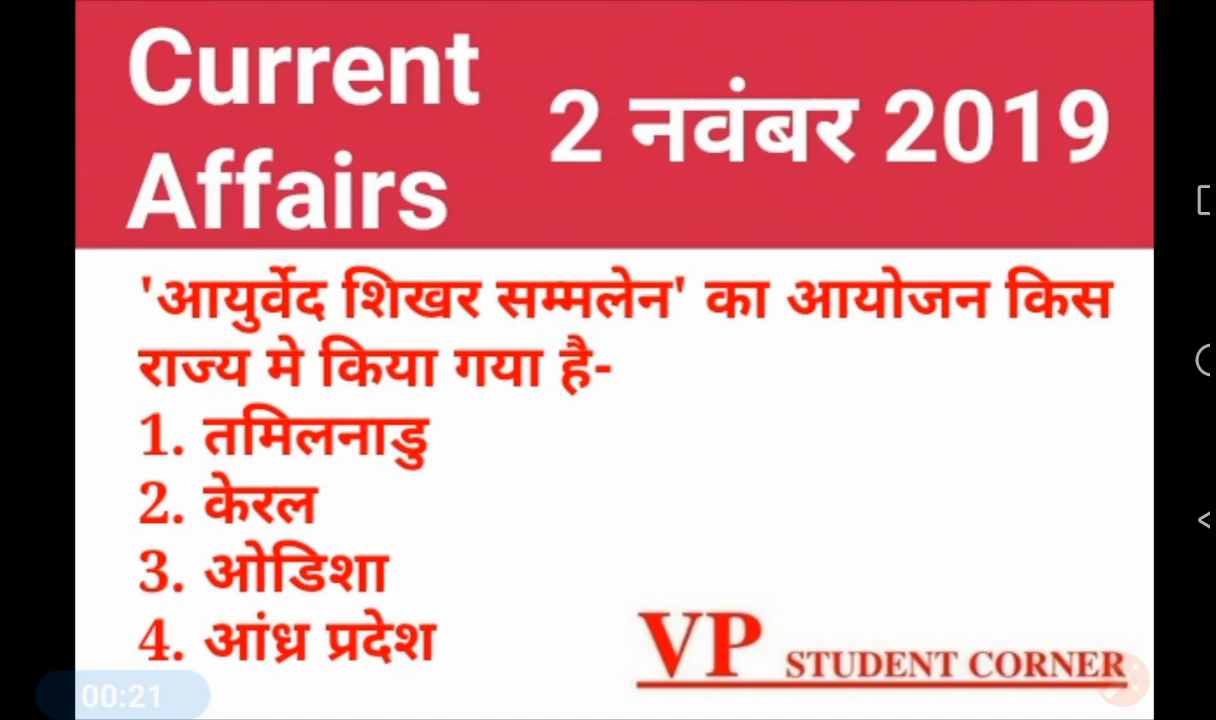 Current
Affairs
2 नवंबर 2019
'आयुर्वेद शिखर सम्मलेन' का आयोजन किस
राज्य मे किया गया है-
1. तमिलनाडु
2. केरल
3. ओडिशा
4. आंध्र प्रदेश
VP STUDENT CORNER
00:21